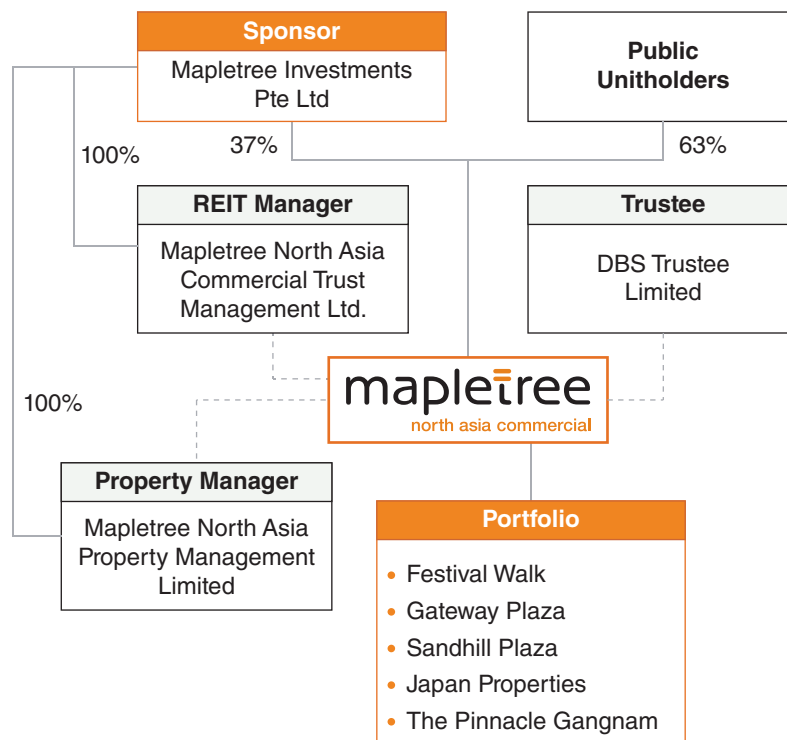 Sponsor
Mapletree Investments
Pte Ltd
Public
Unitholders
37%
63%
100%
REIT Manager
Mapletree North Asia
Commercial Trust
Management Ltd.
Trustee
DBS Trustee
Limited
mapletree
north asia commercial
100%
Property Manager
Mapletree North Asia
Property Management
Limited
Portfolio
• Festival Walk
• Gateway Plaza
• Sandhill Plaza
• Japan Properties
• The Pinnacle Gangnam